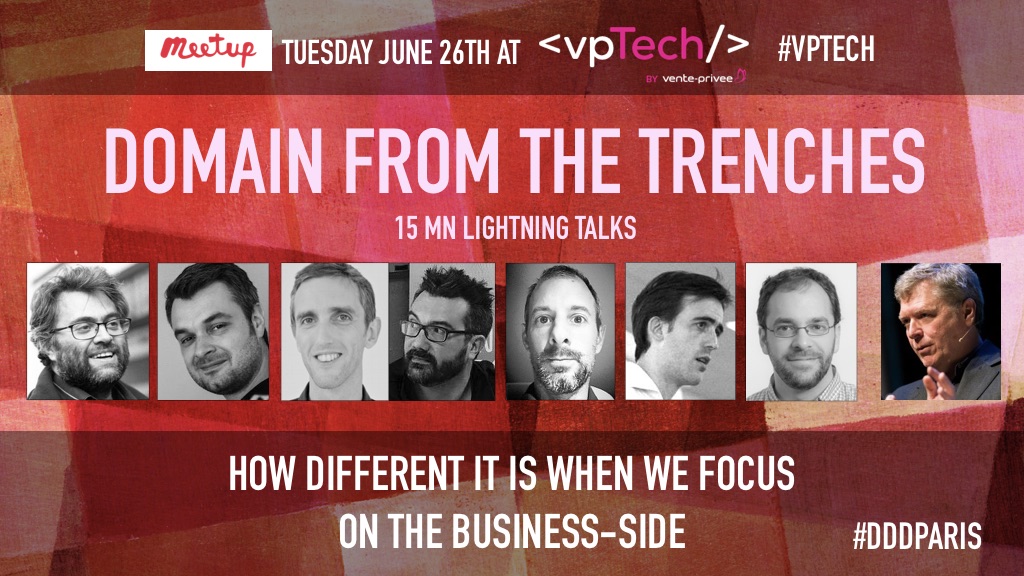 meetup TUESDAY JUNE 26TH AT <vpTech/> #VPTECH
BY vente-privee
DOMAIN FROM THE TRENCHES
15 MN LIGHTNING TALKS
HOW DIFFERENT IT IS WHEN WE FOCUS
ON THE BUSINESS-SIDE
#DDDPARIS